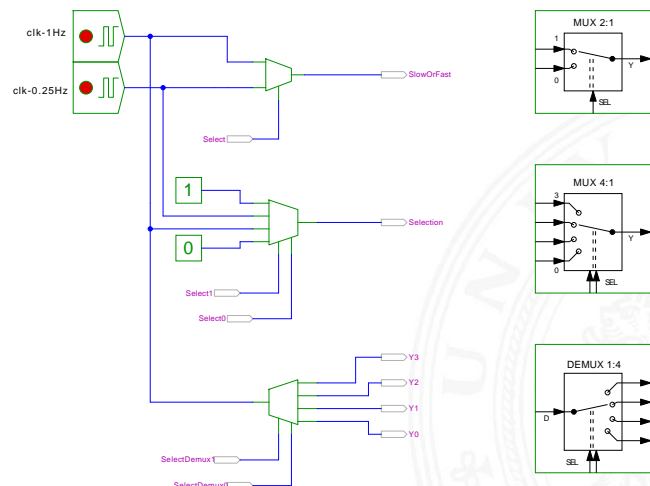 clk-1Hz
clk-0.25Hz
SlowOrFast
Select
1
0
Selection
Select1
Select0
Y3
Y2
Y1
Y0
SelectDemux1
SelectDemux0
MUX 2:1
1
0
Y
SEL
MUX 4:1
3
0
Y
SEL
DEMUX 1:4
D
SEL